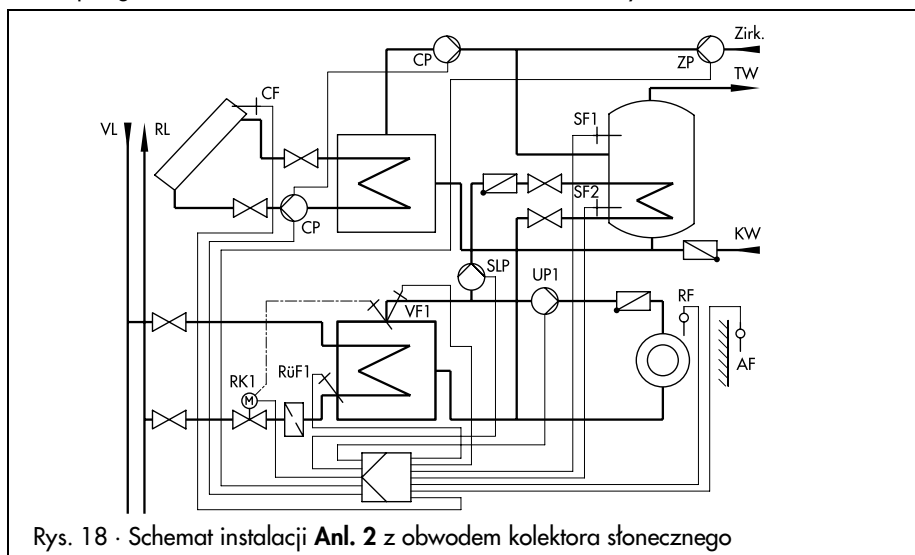 CP
Zirk.
ZP
TW
CF
SF1
VL
RL
SF2
CP
KW
SLP
UP1
VF1
RF
RK1
RüF1
AF
M
Rys. 18 · Schemat instalacji Anl. 2 z obwodem kolektora słonecznego